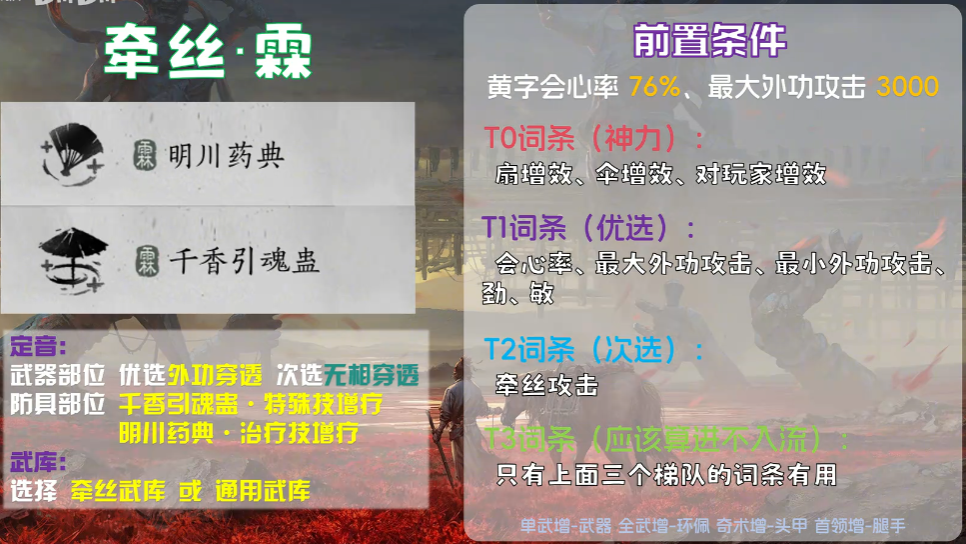 牵丝·霖
霖 明川药典
霖 千香引魂蛊
定音:
武器部位 优选外功穿透 次选无相穿透
防具部位 千香引魂蛊·特殊技增疗
明川药典·治疗技增疗
武库:
选择 牵丝武库 或 通用武库
前置条件
黄字会心率 76%、最大外功攻击 3000
T0词条（神力）:
扇增效、伞增效、对玩家增效
T1词条（优选）:
会心率、最大外功攻击、最小外功攻击、
劲、敏
T2词条（次选）:
牵丝攻击
T3词条（应该算进不入流）:
只有上面三个梯队的词条有用
单武增-武器 全武增-环佩 奇术增-头甲 首领增-腿手